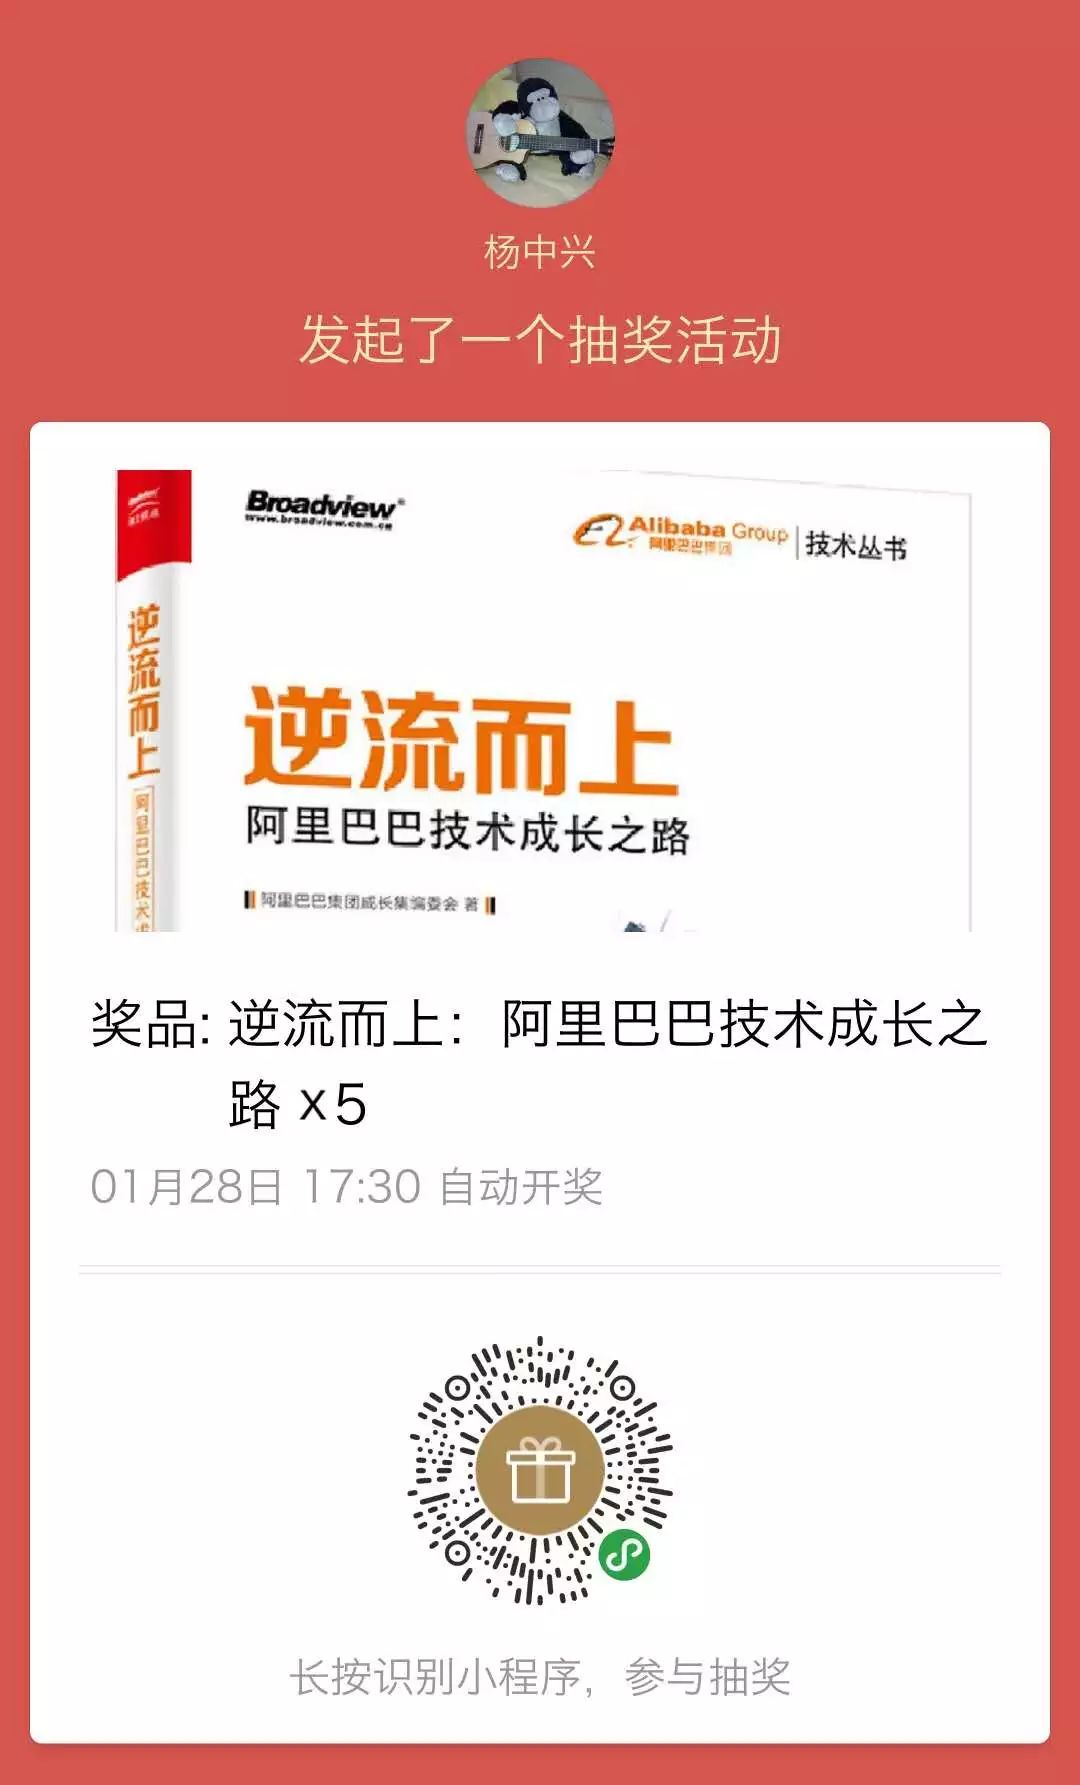 杨中兴
发起了一个抽奖活动
Broadview
www.broadview.com.cn
Alibaba Group
阿里巴巴集团
技术丛书
逆流而上
阿里巴巴技术成长之路
阿里巴巴集团成长集编委会 著
逆流而上
阿里巴巴技术成
奖品: 逆流而上：阿里巴巴技术成长之
路 x5
01月28日 17:30 自动开奖
长按识别小程序，参与抽奖